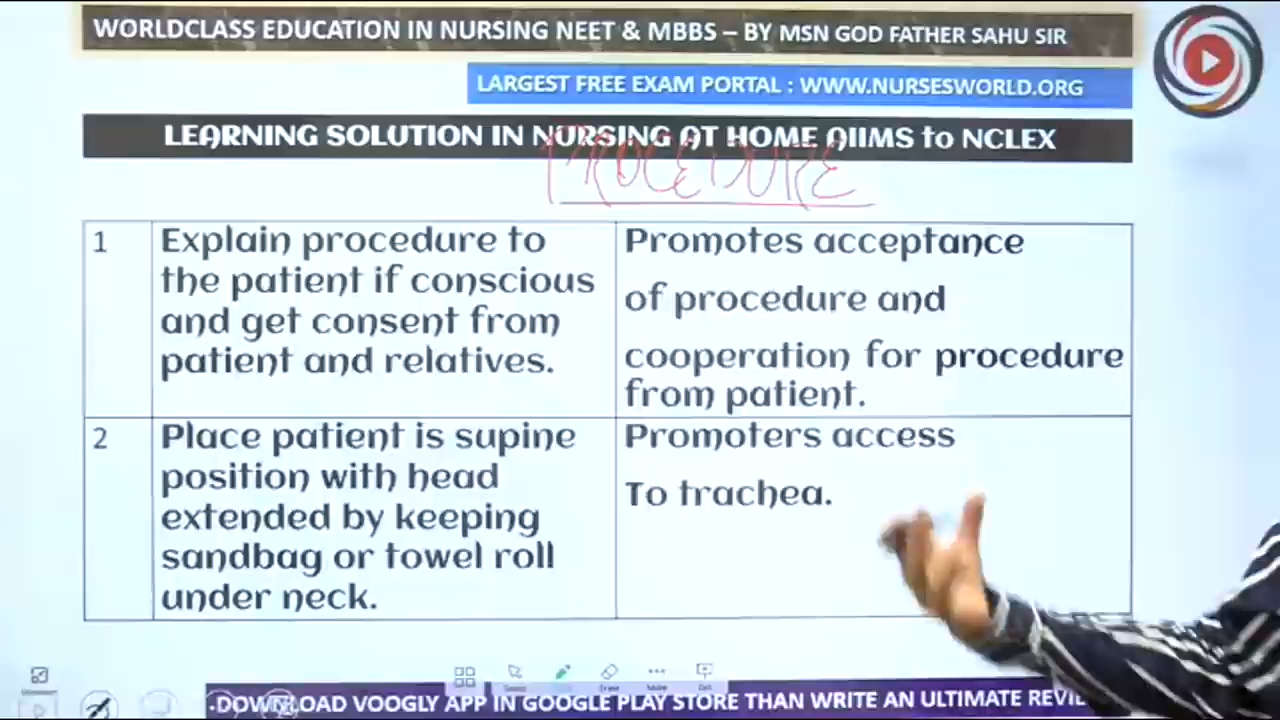 WORLDCLASS EDUCATION IN NURSING NEET & MBBS – BY MSN GOD FATHER SAHU SIR
LARGEST FREE EXAM PORTAL : WWW.NURSESWORLD.ORG
LEARNING SOLUTION IN NURSING AT HOME AIIMS to NCLEX
PROCEDURE
1
Explain procedure to
the patient if conscious
and get consent from
patient and relatives.
Promotes acceptance
of procedure and
cooperation for procedure
from patient.
2
Place patient is supine
position with head
extended by keeping
sandbag or towel roll
under neck.
Promoters access
To trachea.
DOWNLOAD VOOGLY APP IN GOOGLE PLAY STORE THAN WRITE AN ULTIMATE REVI